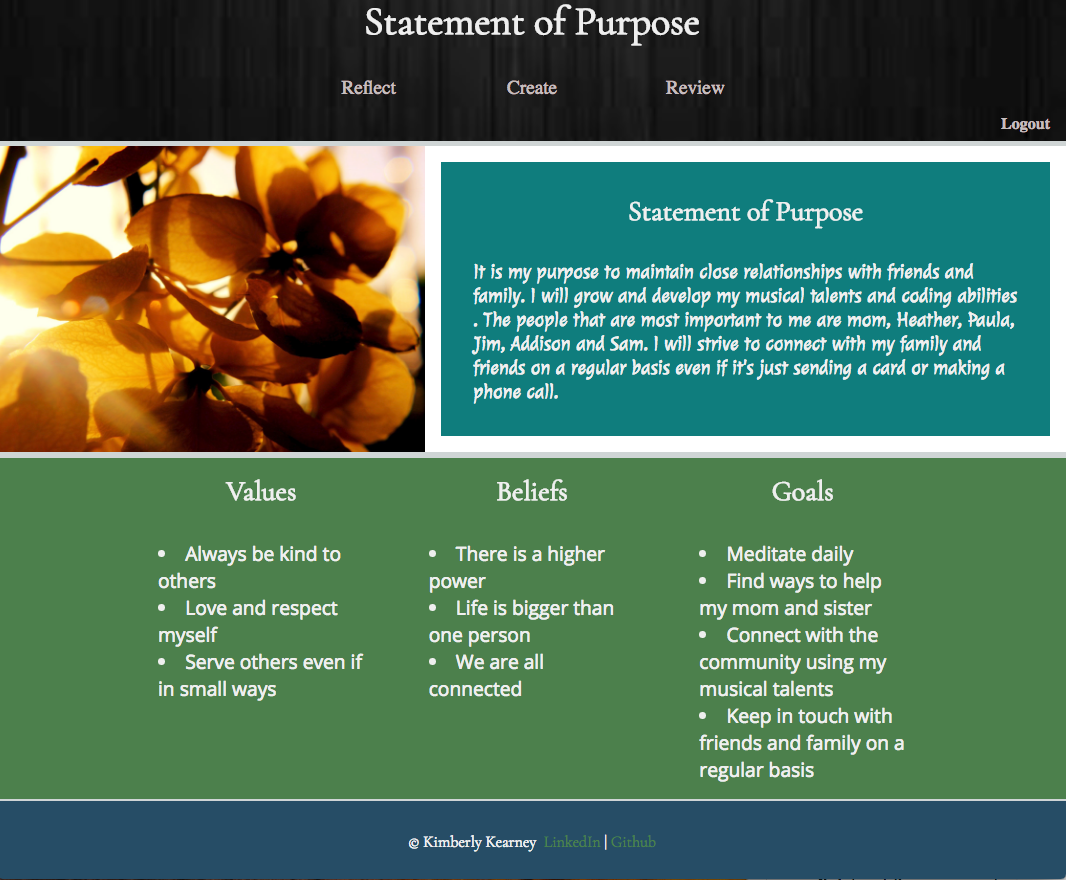 Statement of Purpose
Reflect Create Review
Logout
Statement of Purpose
It is my purpose to maintain close relationships with friends and
family. I will grow and develop my musical talents and coding abilities
. The people that are most important to me are mom, Heather, Paula,
Jim, Addison and Sam. I will strive to connect with my family and
friends on a regular basis even if it's just sending a card or making a
phone call.
Values
• Always be kind to
others
• Love and respect
myself
• Serve others even if
in small ways
Beliefs
• There is a higher
power
• Life is bigger than
one person
• We are all
connected
Goals
• Meditate daily
• Find ways to help
my mom and sister
• Connect with the
community using my
musical talents
• Keep in touch with
friends and family on a
regular basis
© Kimberly Kearney LinkedIn | Github